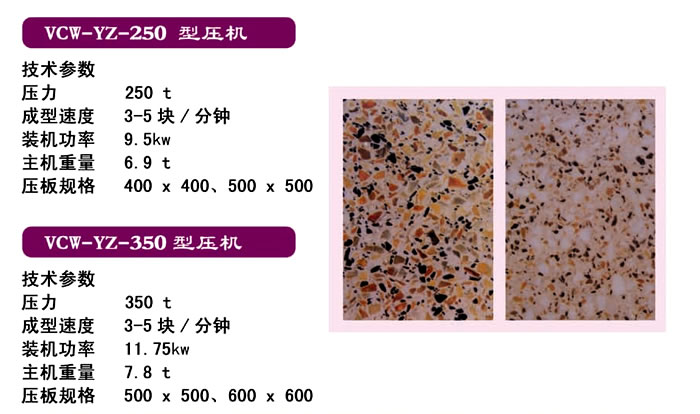 VCW-YZ-250 型压机
技术参数
压力 250 t
成型速度 3-5 块/分钟
装机功率 9.5kw
主机重量 6.9 t
压板规格 400 x 400、500 x 500
VCW-YZ-350 型压机
技术参数
压力 350 t
成型速度 3-5 块/分钟
装机功率 11.75kw
主机重量 7.8 t
压板规格 500 x 500、600 x 600